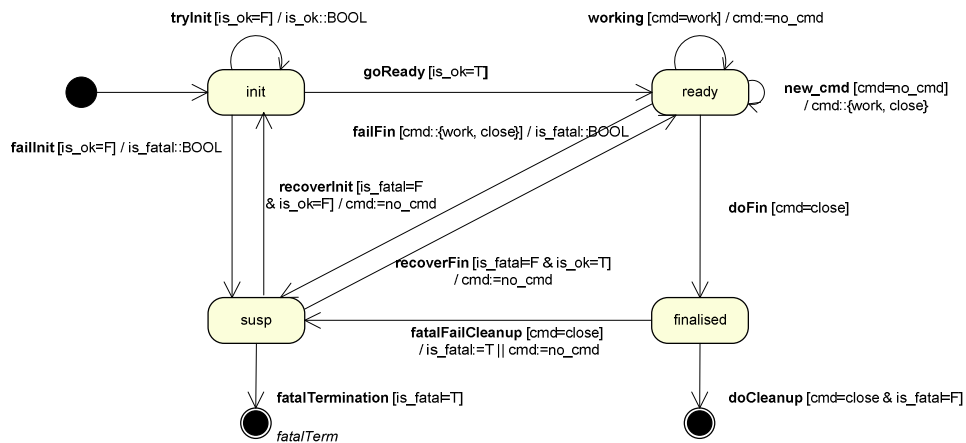 tryInit [is_ok=F] / is_ok::BOOL
working [cmd=work] / cmd:=no_cmd
goReady [is_ok=T]
init
ready
new_cmd [cmd=no_cmd]
/ cmd::{work, close}
failFin [cmd::{work, close}] / is_fatal::BOOL
failInit [is_ok=F] / is_fatal::BOOL
recoverInit [is_fatal=F
& is_ok=F] / cmd:=no_cmd
doFin [cmd=close]
recoverFin [is_fatal=F & is_ok=T]
/ cmd:=no_cmd
susp
finalised
fatalFailCleanup [cmd=close]
/ is_fatal:=T || cmd:=no_cmd
fatalTermination [is_fatal=T]
doCleanup [cmd=close & is_fatal=F]
fatalTerm